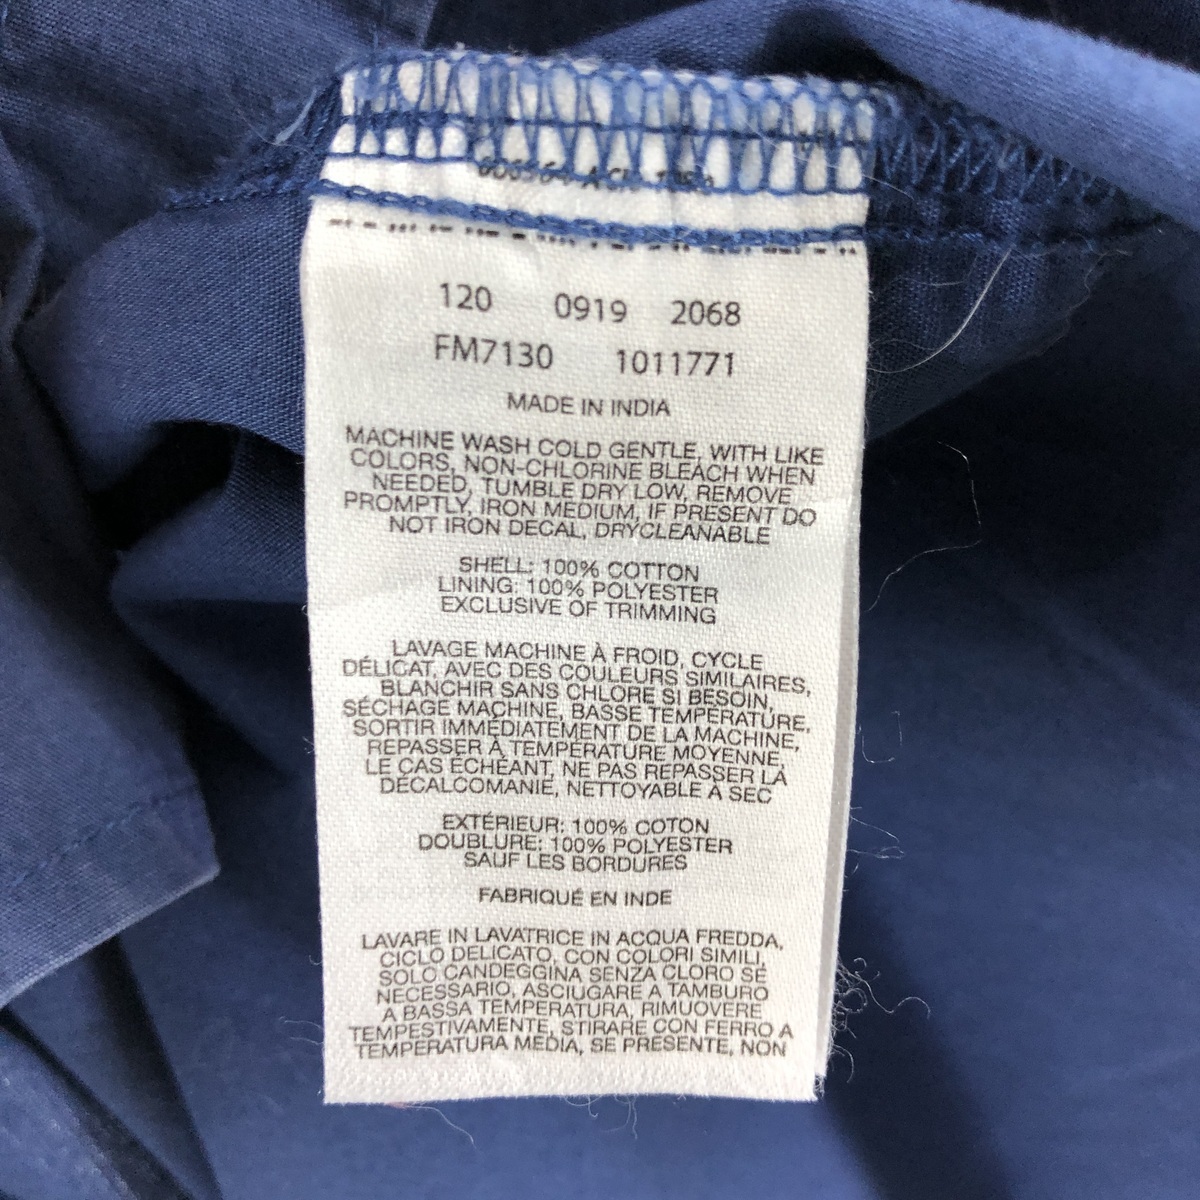 120 0919 2068
FM7130 1011771
MADE IN INDIA
MACHINE WASH COLD GENTLE, WITH LIKE
COLORS, NON-CHLORINE BLEACH WHEN
NEEDED, TUMBLE DRY LOW, REMOVE
PROMPTLY, IRON MEDIUM, IF PRESENT DO
NOT IRON DECAL, DRYCLEANABLE
SHELL: 100% COTTON
LINING: 100% POLYESTER
EXCLUSIVE OF TRIMMING
LAVAGE MACHINE À FROID, CYCLE
DÉLICAT, AVEC DES COULEURS SIMILAIRES,
BLANCHIR SANS CHLORE SI BESOIN,
SÉCHAGE MACHINE, BASSE TEMPÉRATURE,
SORTIR IMMÉDIATEMENT DE LA MACHINE,
REPASSER À TEMPÉRATURE MOYENNE,
LE CAS ÉCHÉANT, NE PAS REPASSER LA
DÉCALCOMANIE, NETTOYABLE À SEC
EXTÉRIEUR: 100% COTON
DOUBLURE: 100% POLYESTER
SAUF LES BORDURES
FABRIQUÉ EN INDE
LAVARE IN LAVATRICE IN ACQUA FREDDA,
CICLO DELICATO, CON COLORI SIMILI,
SOLO CANDEGGINA SENZA CLORO SE
NECESSARIO, ASCIUGARE A TAMBURO
A BASSA TEMPERATURA, RIMUOVERE
TEMPESTIVAMENTE, STIRARE CON FERRO A
TEMPERATURA MEDIA, SE PRESENTE, NON